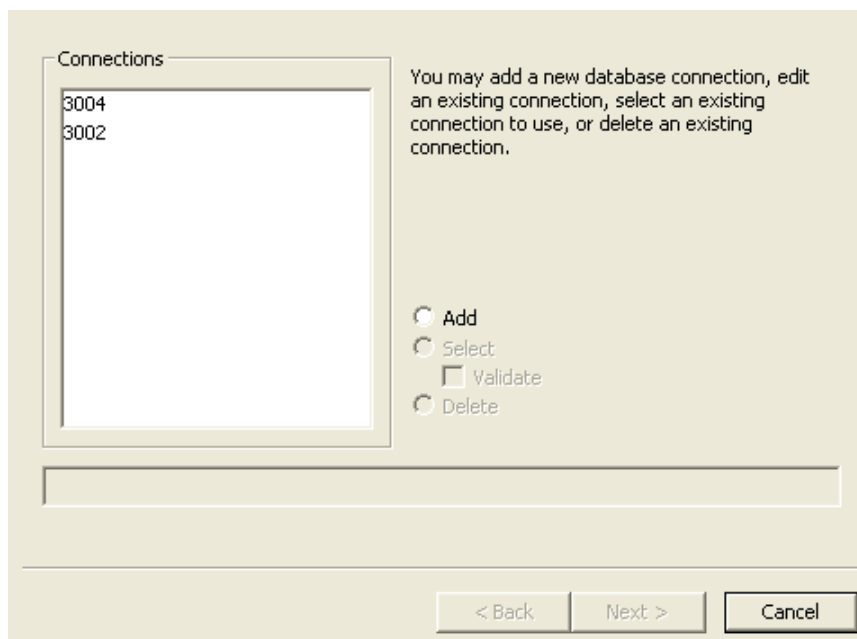 Connections
3004
3002
You may add a new database connection, edit
an existing connection, select an existing
connection to use, or delete an existing
connection.
Add
Select
Validate
Delete
< Back
Next >
Cancel